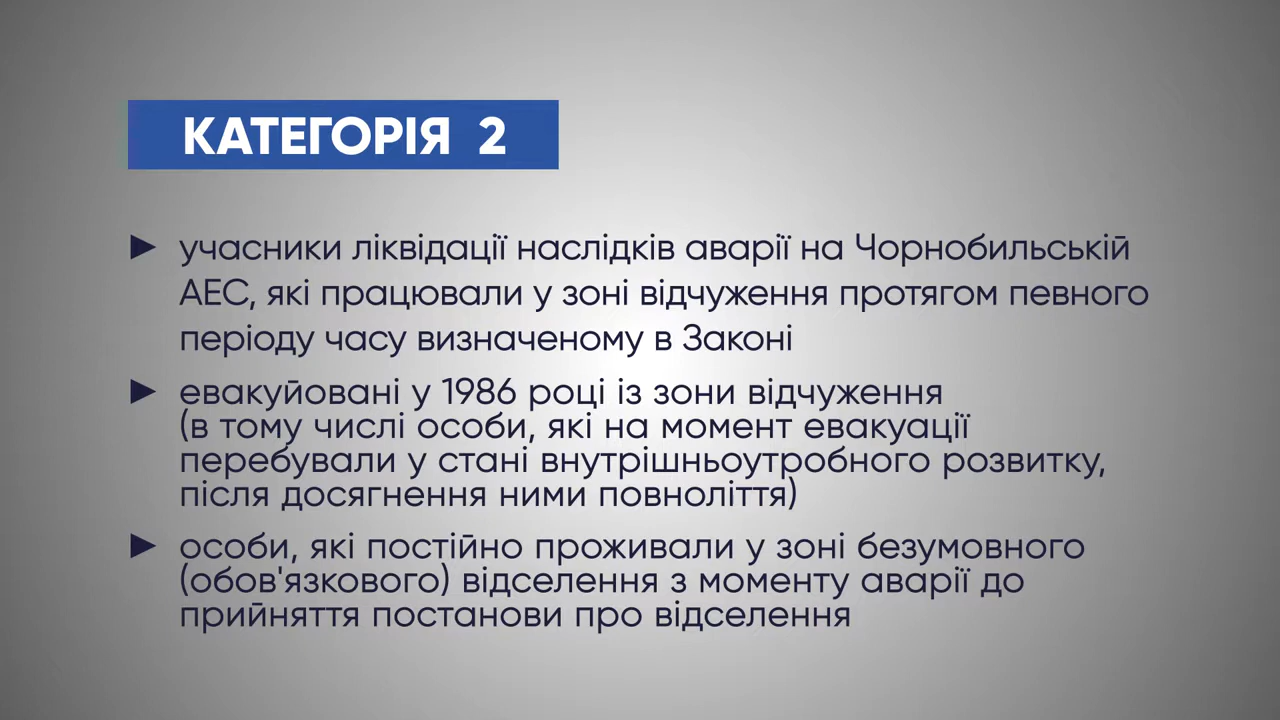 КАТЕГОРІЯ 2
► учасники ліквідації наслідків аварії на Чорнобильській
АЕС, які працювали у зоні відчуження протягом певного
періоду часу визначеному в Законі
► евакуйовані у 1986 році із зони відчуження
(в тому числі особи, які на момент евакуації
перебували у стані внутрішньоутробного розвитку,
після досягнення ними повноліття)
► особи, які постійно проживали у зоні безумовного
(обов'язкового) відселення з моменту аварії до
прийняття постанови про відселення